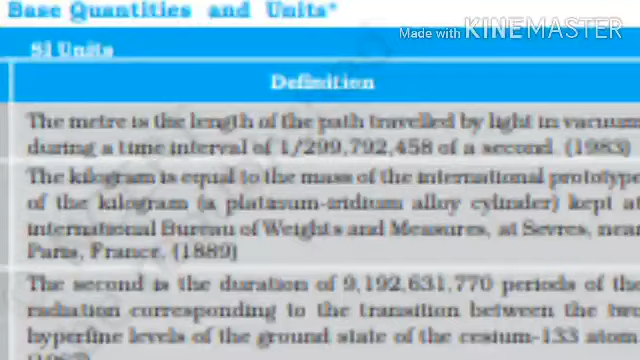 Base Quantities and Units*
Made with KINEMASTER
SI Units
Definition
The metre is the length of the path travelled by light in vacuum
during a time interval of 1/299,792,458 of a second. (1983)
The kilogram is equal to the mass of the international prototype
of the kilogram (a platinum-iridium alloy cylinder) kept at
international Bureau of Weights and Measures, at Sevres, near
Paris, France. (1889)
The second is the duration of 9,192,631,770 periods of the
radiation corresponding to the transition between the two
hyperfine levels of the ground state of the cesium-133 atom.